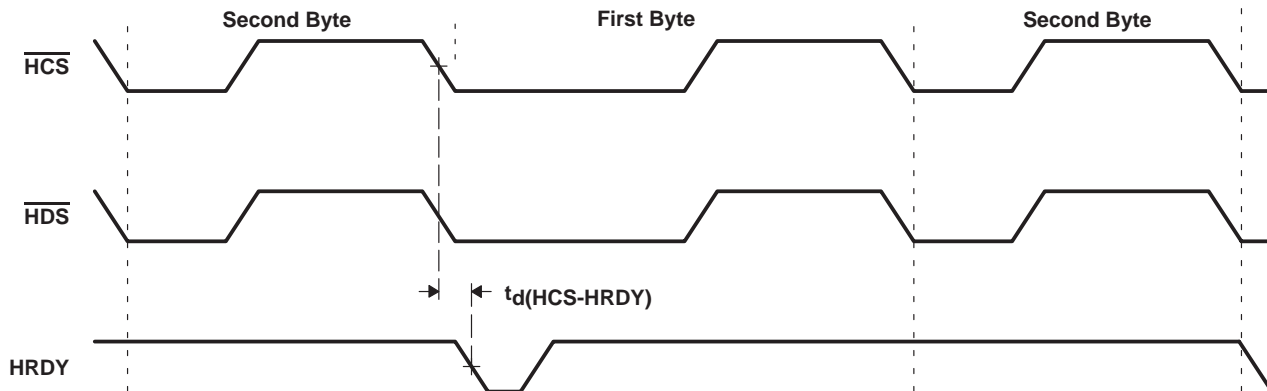 Second Byte First Byte Second Byte
HCS
HDS
td(HCS-HRDY)
HRDY